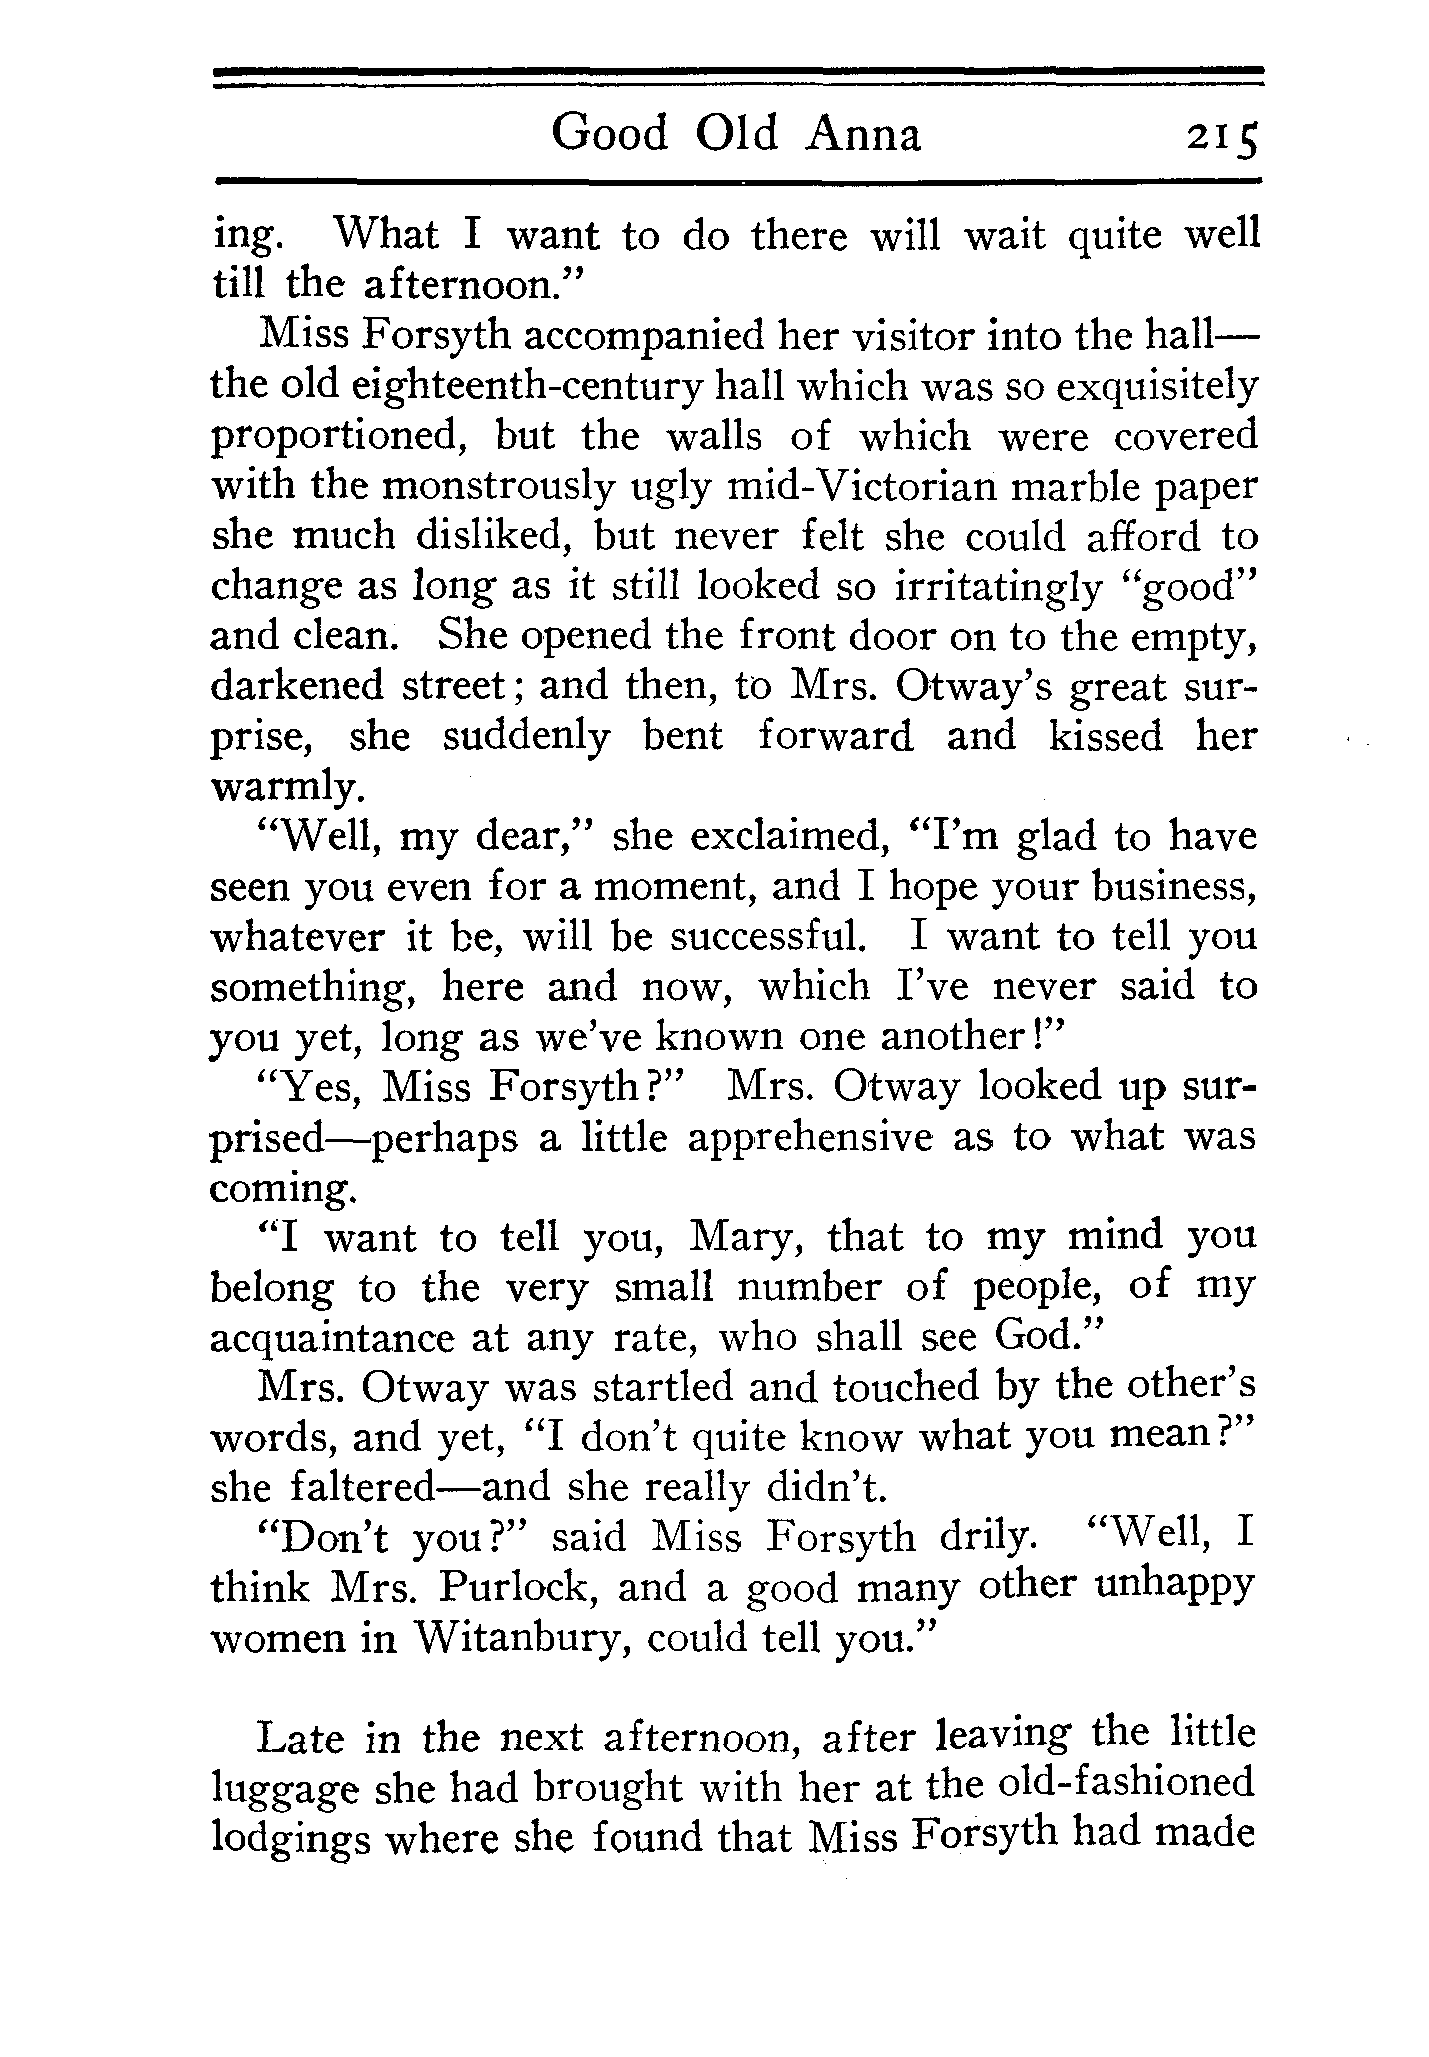 Good Old Anna 215
ing. What I want to do there will wait quite well
till the afternoon.”
Miss Forsyth accompanied her visitor into the hall—
the old eighteenth-century hall which was so exquisitely
proportioned, but the walls of which were covered
with the monstrously ugly mid-Victorian marble paper
she much disliked, but never felt she could afford to
change as long as it still looked so irritatingly “good”
and clean. She opened the front door on to the empty,
darkened street; and then, to Mrs. Otway’s great sur-
prise, she suddenly bent forward and kissed her
warmly.
“Well, my dear,” she exclaimed, “I’m glad to have
seen you even for a moment, and I hope your business,
whatever it be, will be successful. I want to tell you
something, here and now, which I’ve never said to
you yet, long as we’ve known one another!”
“Yes, Miss Forsyth?” Mrs. Otway looked up sur-
prised—perhaps a little apprehensive as to what was
coming.
“I want to tell you, Mary, that to my mind you
belong to the very small number of people, of my
acquaintance at any rate, who shall see God.”
Mrs. Otway was startled and touched by the other’s
words, and yet, “I don’t quite know what you mean?”
she faltered—and she really didn’t.
“Don’t you?” said Miss Forsyth drily. “Well, I
think Mrs. Purlock, and a good many other unhappy
women in Witanbury, could tell you.”
Late in the next afternoon, after leaving the little
luggage she had brought with her at the old-fashioned
lodgings where she found that Miss Forsyth had made